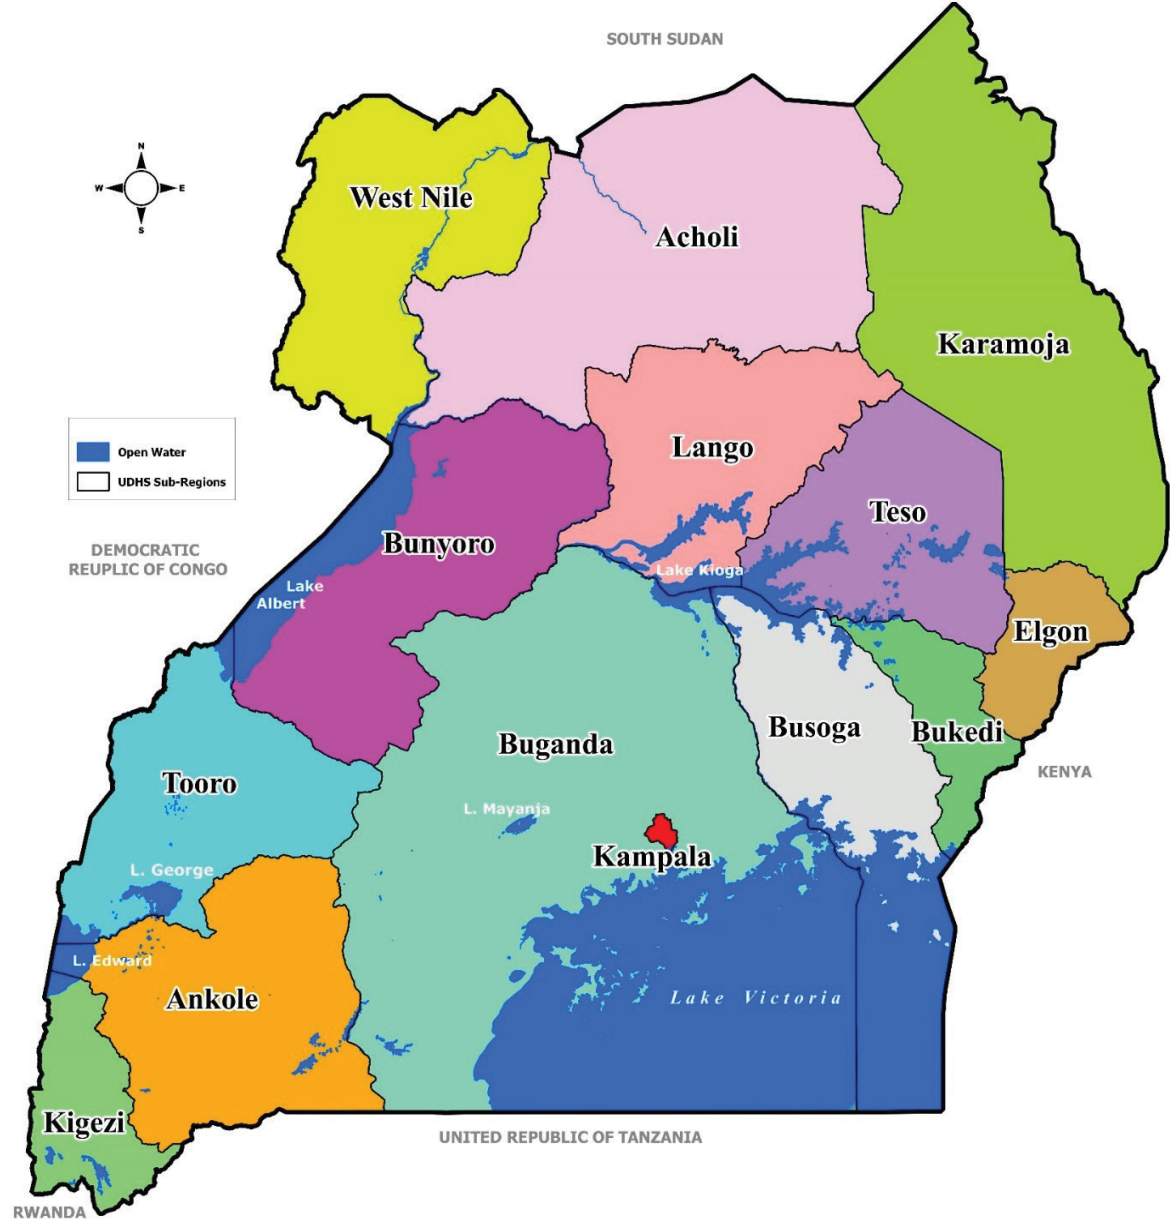 SOUTH SUDAN
N
W
E
S
West Nile
Acholi
Karamoja
Open Water
UDHS Sub-Regions
Lango
Teso
DEMOCRATIC
REUPLIC OF CONGO
Bunyoro
Lake Kioga
Lake
Albert
Elgon
Busoga
Bukedi
Buganda
KENYA
Tooro
L. Mayanja
Kampala
L. George
L. Edward
Ankole
Lake Victoria
Kigezi
UNITED REPUBLIC OF TANZANIA
RWANDA